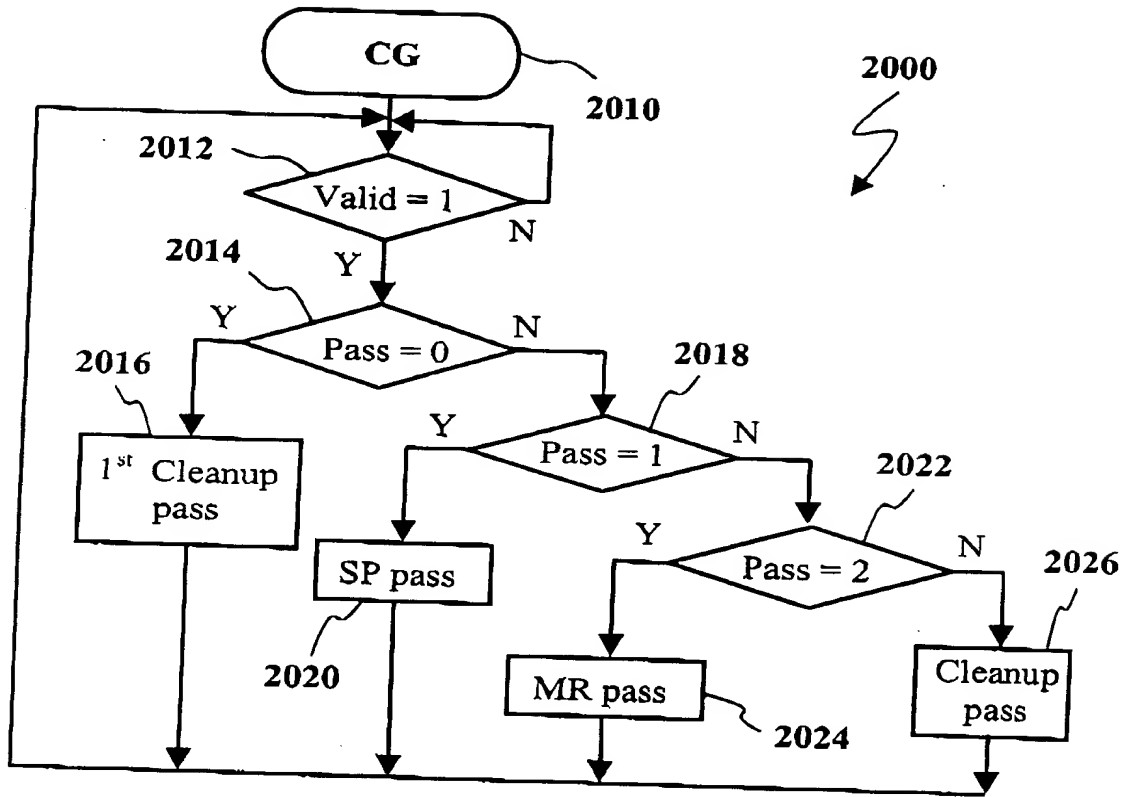 CG
2010
2000
2012
Valid = 1
N
2014
Y
Y
Pass = 0
N
2016
2018
1st Cleanup
pass
Y
Pass = 1
N
2022
SP pass
2020
Y
Pass = 2
N
2026
MR pass
2024
Cleanup
pass